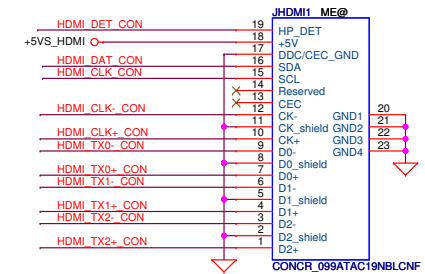 JHDMI1 ME@
HDMI_DET_CON 19 HP_DET
+5VS_HDMI 18 +5V
17 DDC/CEC_GND
HDMI_DAT_CON 16 SDA
HDMI_CLK_CON 15 SCL
14 Reserved
13 CEC
HDMI_CLK-_CON 12 CK- GND1 20
11 CK_shield GND2 21
HDMI_CLK+_CON 10 CK+ GND3 22
HDMI_TX0-_CON 9 D0- GND4 23
8 D0_shield
HDMI_TX0+_CON 7 D0+
HDMI_TX1-_CON 6 D1-
5 D1_shield
HDMI_TX1+_CON 4 D1+
HDMI_TX2-_CON 3 D2-
2 D2_shield
HDMI_TX2+_CON 1 D2+
CONCR_099ATAC19NBLCNF